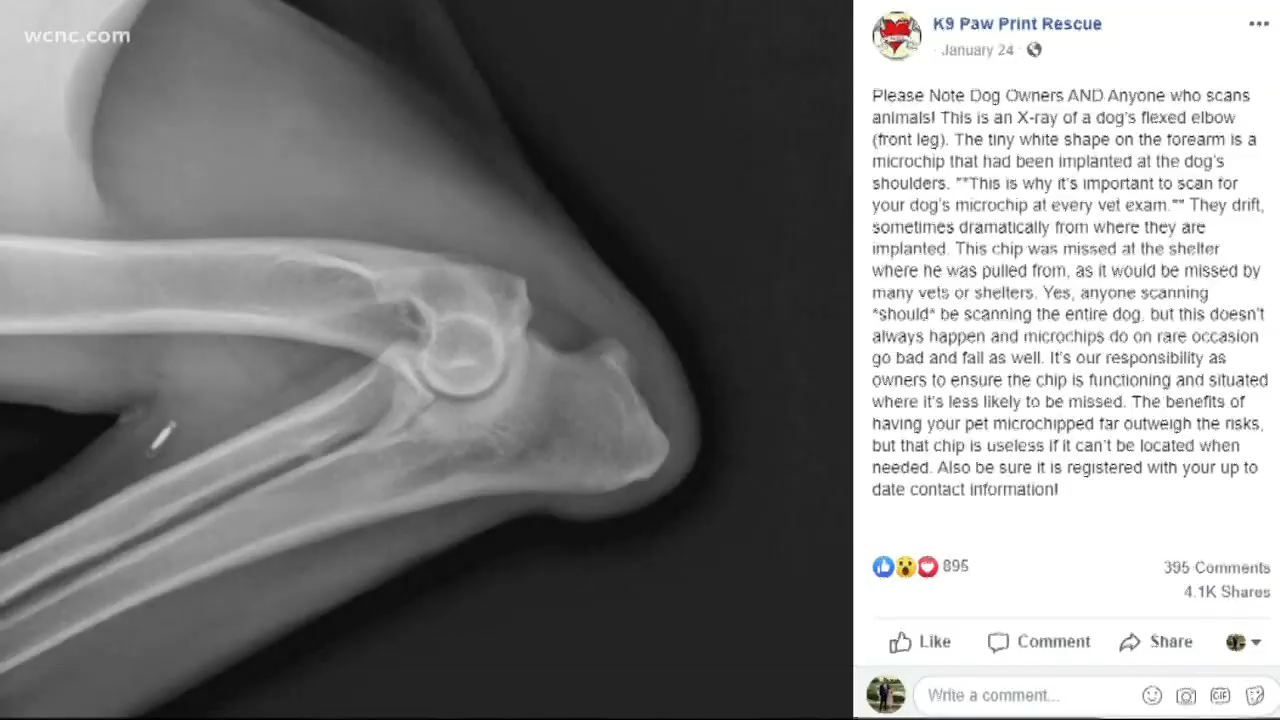 wcnc.com
K9 Paw Print Rescue
January 24
Please Note Dog Owners AND Anyone who scans
animals! This is an X-ray of a dog's flexed elbow
(front leg). The tiny white shape on the forearm is a
microchip that had been implanted at the dog's
shoulders. **This is why it's important to scan for
your dog's microchip at every vet exam.** They drift,
sometimes dramatically from where they are
implanted. This chip was missed at the shelter
where he was pulled from, as it would be missed by
many vets or shelters. Yes, anyone scanning
*should* be scanning the entire dog, but this doesn't
always happen and microchips do on rare occasion
go bad and fail as well. It's our responsibility as
owners to ensure the chip is functioning and situated
where it's less likely to be missed. The benefits of
having your pet microchipped far outweigh the risks,
but that chip is useless if it can't be located when
needed. Also be sure it is registered with your up to
date contact information!
895
395 Comments
4.1K Shares
Like
Comment
Share
Write a comment...
GIF